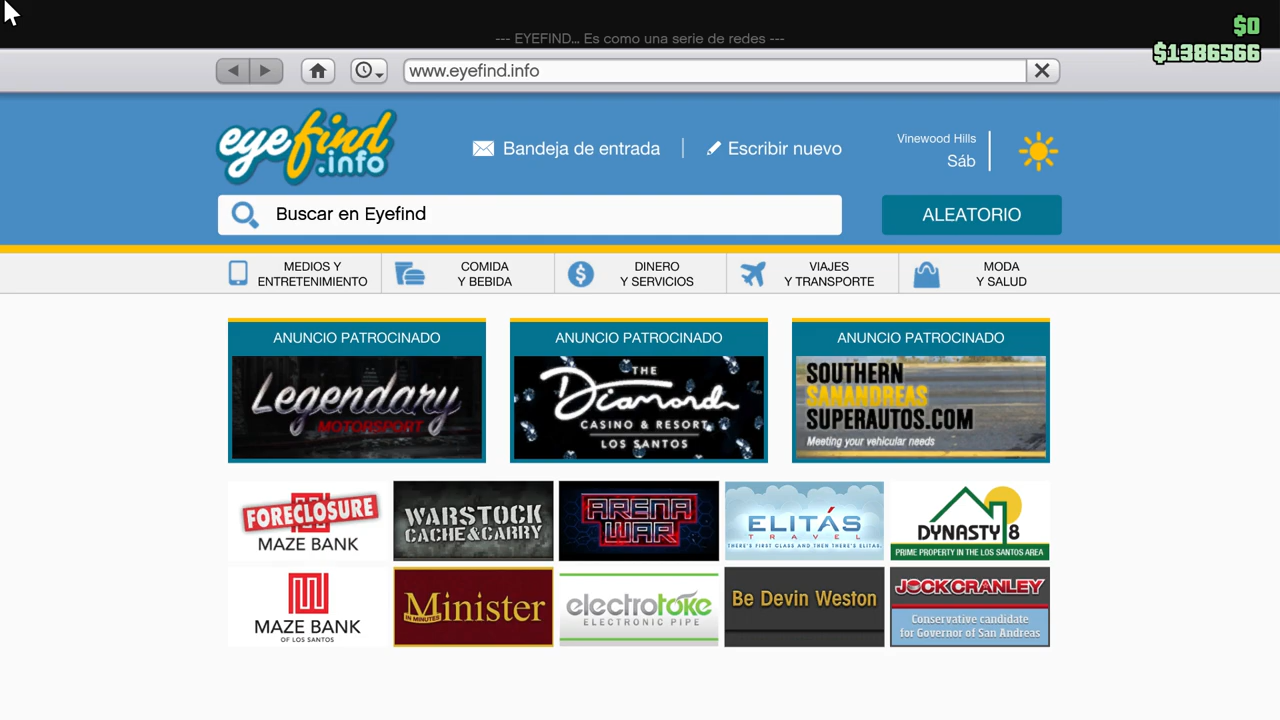 --- EYEFIND... Es como una serie de redes ---
$0
$1386566
www.eyefind.info
eyefind
.info
Bandeja de entrada
Escribir nuevo
Vinewood Hills
Sáb
Buscar en Eyefind
ALEATORIO
MEDIOS Y
ENTRETENIMIENTO
COMIDA
Y BEBIDA
DINERO
Y SERVICIOS
VIAJES
Y TRANSPORTE
MODA
Y SALUD
ANUNCIO PATROCINADO
Legendary
MOTORSPORT
ANUNCIO PATROCINADO
THE
Diamond
CASINO & RESORT
LOS SANTOS
ANUNCIO PATROCINADO
SOUTHERN
SANANDREAS
SUPERAUTOS.COM
Meeting your vehicular needs
FORECLOSURE
MAZE BANK
WARSTOCK
CACHE&CARRY
ARENA
WAR
ELITÁS
TRAVEL
THERE'S FIRST CLASS AND THEN THERE'S ELITAS.
DYNASTY 8
PRIME PROPERTY IN THE LOS SANTOS AREA
MAZE BANK
OF LOS SANTOS
Minister
IN MINUTES
electrotoke
ELECTRONIC PIPE
Be Devin Weston
JOCK CRANLEY
Conservative candidate
for Governor of San Andreas